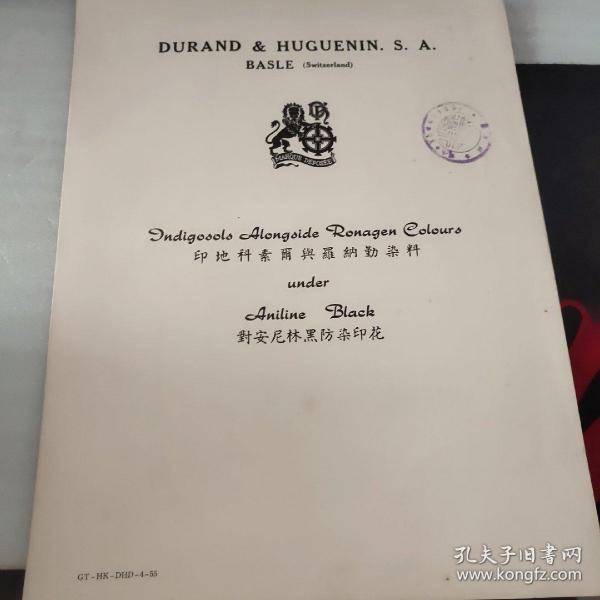 DURAND & HUGUENIN. S. A.
BASLE (Switzerland)
MARQUE DEPOSÉE
Indigosols Alongside Ronagen Colours
印地科素爾與羅納勤染料
under
Aniline Black
對安尼林黑防染印花
GT-HK-DHD-4-55
孔夫子旧书网
www.kongfz.com